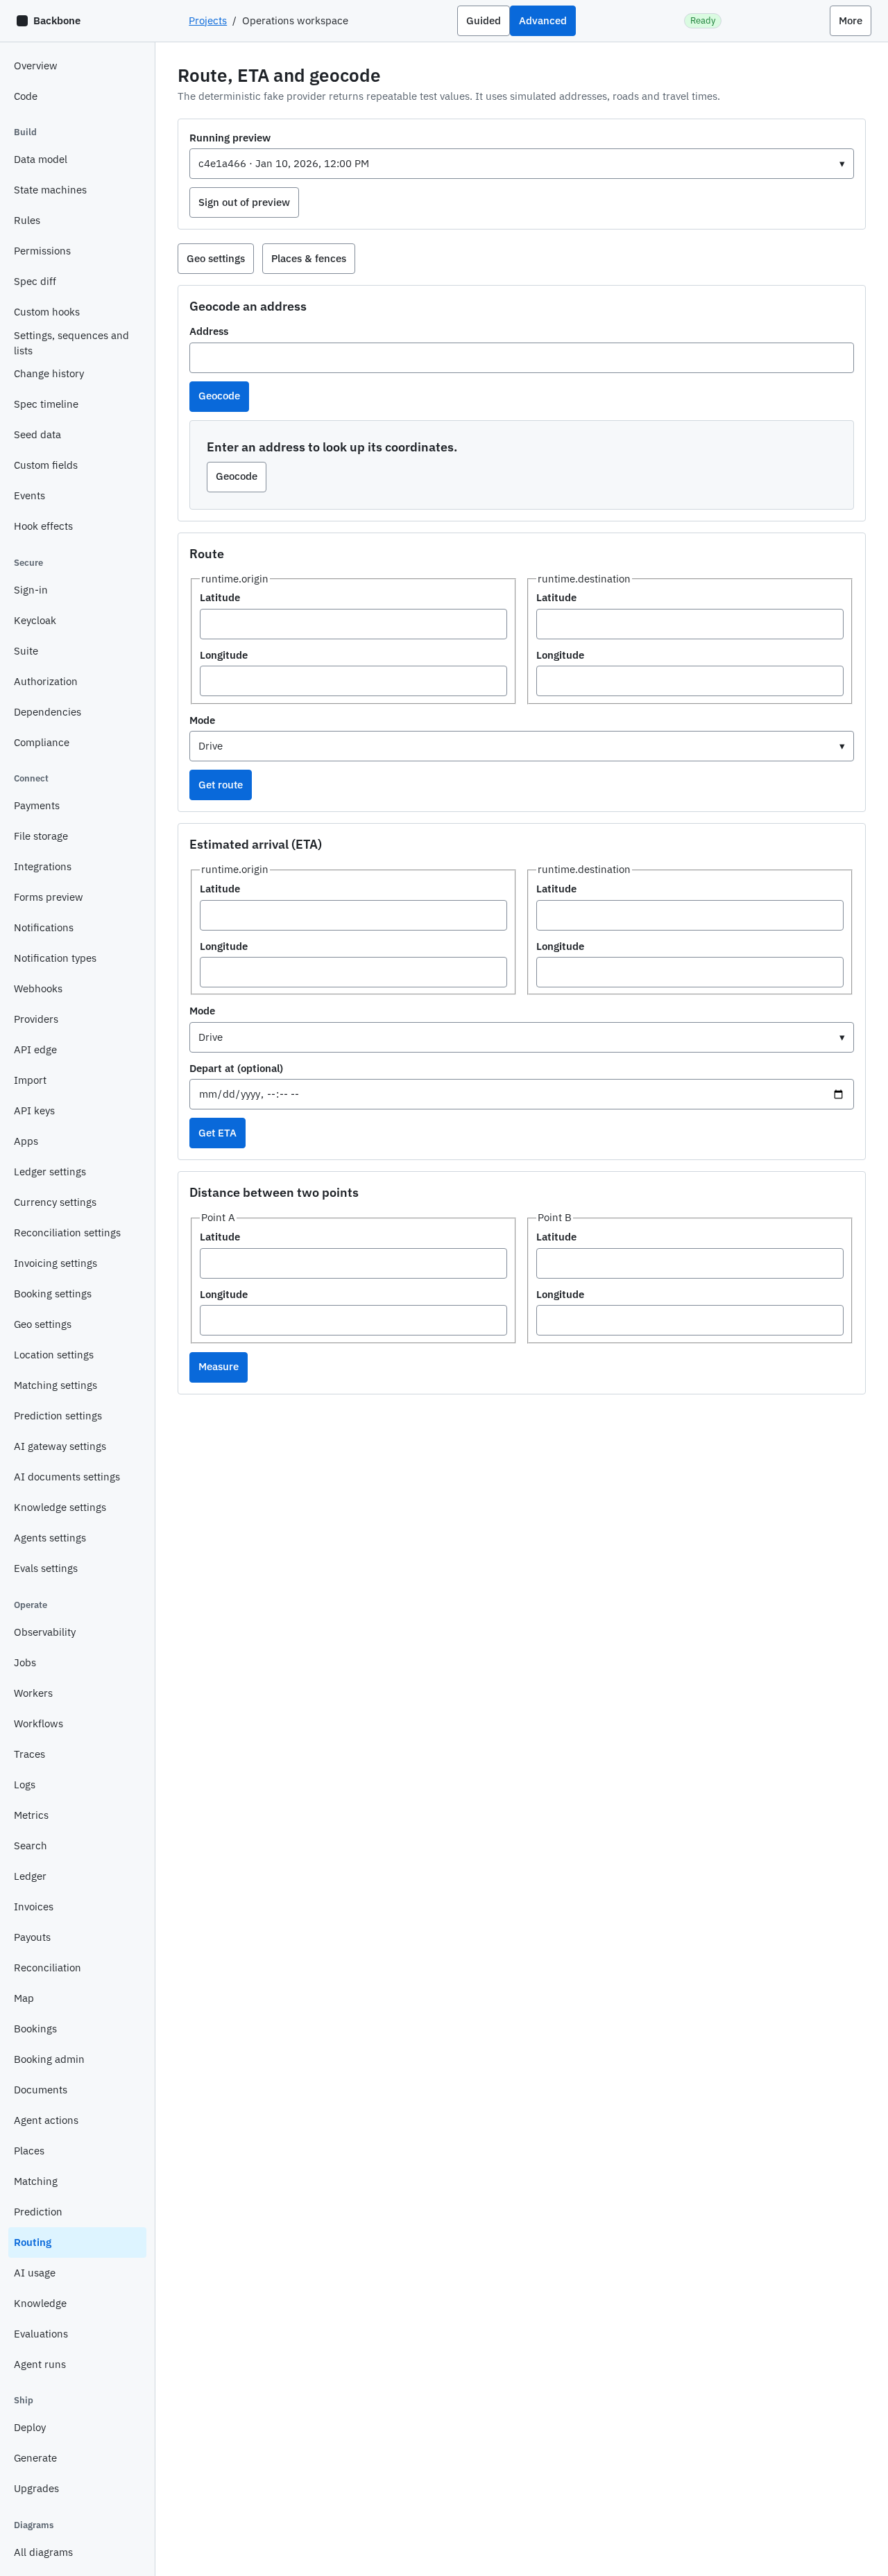 Backbone
Projects / Operations workspace
Guided
Advanced
Ready
More
Overview
Code
Build
Data model
State machines
Rules
Permissions
Spec diff
Custom hooks
Settings, sequences and
lists
Change history
Spec timeline
Seed data
Custom fields
Events
Hook effects
Secure
Sign-in
Keycloak
Suite
Authorization
Dependencies
Compliance
Connect
Payments
File storage
Integrations
Forms preview
Notifications
Notification types
Webhooks
Providers
API edge
Import
API keys
Apps
Ledger settings
Currency settings
Reconciliation settings
Invoicing settings
Booking settings
Geo settings
Location settings
Matching settings
Prediction settings
AI gateway settings
AI documents settings
Knowledge settings
Agents settings
Evals settings
Operate
Observability
Jobs
Workers
Workflows
Traces
Logs
Metrics
Search
Ledger
Invoices
Payouts
Reconciliation
Map
Bookings
Booking admin
Documents
Agent actions
Places
Matching
Prediction
Routing
AI usage
Knowledge
Evaluations
Agent runs
Ship
Deploy
Generate
Upgrades
Diagrams
All diagrams
Route, ETA and geocode
The deterministic fake provider returns repeatable test values. It uses simulated addresses, roads and travel times.
Running preview
c4e1a466 · Jan 10, 2026, 12:00 PM
Sign out of preview
Geo settings
Places & fences
Geocode an address
Address
Geocode
Enter an address to look up its coordinates.
Geocode
Route
runtime.origin
Latitude
Longitude
runtime.destination
Latitude
Longitude
Mode
Drive
Get route
Estimated arrival (ETA)
runtime.origin
Latitude
Longitude
runtime.destination
Latitude
Longitude
Mode
Drive
Depart at (optional)
mm/dd/yyyy, --:-- --
Get ETA
Distance between two points
Point A
Latitude
Longitude
Point B
Latitude
Longitude
Measure